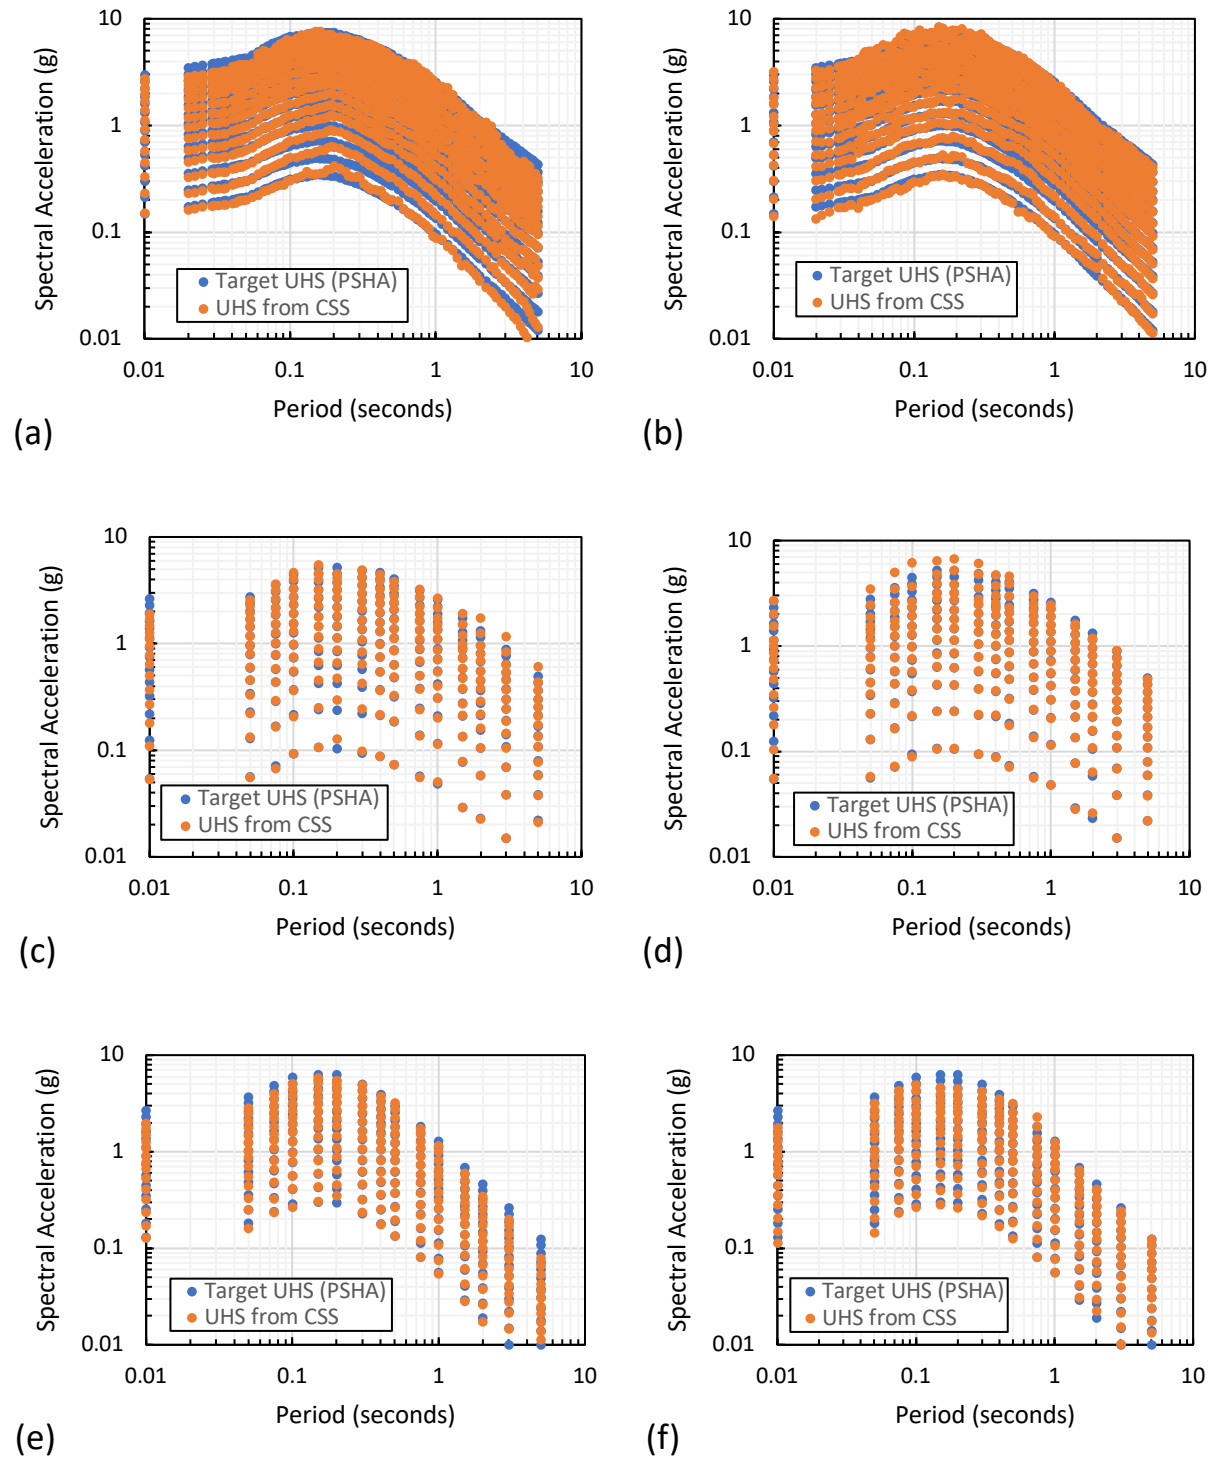 10
10
Spectral Acceleration (g)
Spectral Acceleration (g)
1
1
0.1
0.1
Target UHS (PSHA)
UHS from CSS
Target UHS (PSHA)
UHS from CSS
0.01
0.01
0.01 0.1 1 10
0.01 0.1 1 10
Period (seconds)
Period (seconds)
(a)
(b)
10
10
Spectral Acceleration (g)
Spectral Acceleration (g)
1
1
0.1
0.1
Target UHS (PSHA)
UHS from CSS
Target UHS (PSHA)
UHS from CSS
0.01
0.01
0.01 0.1 1 10
0.01 0.1 1 10
Period (seconds)
Period (seconds)
(c)
(d)
10
10
Spectral Acceleration (g)
Spectral Acceleration (g)
1
1
0.1
0.1
Target UHS (PSHA)
UHS from CSS
Target UHS (PSHA)
UHS from CSS
0.01
0.01
0.01 0.1 1 10
0.01 0.1 1 10
Period (seconds)
Period (seconds)
(e)
(f)